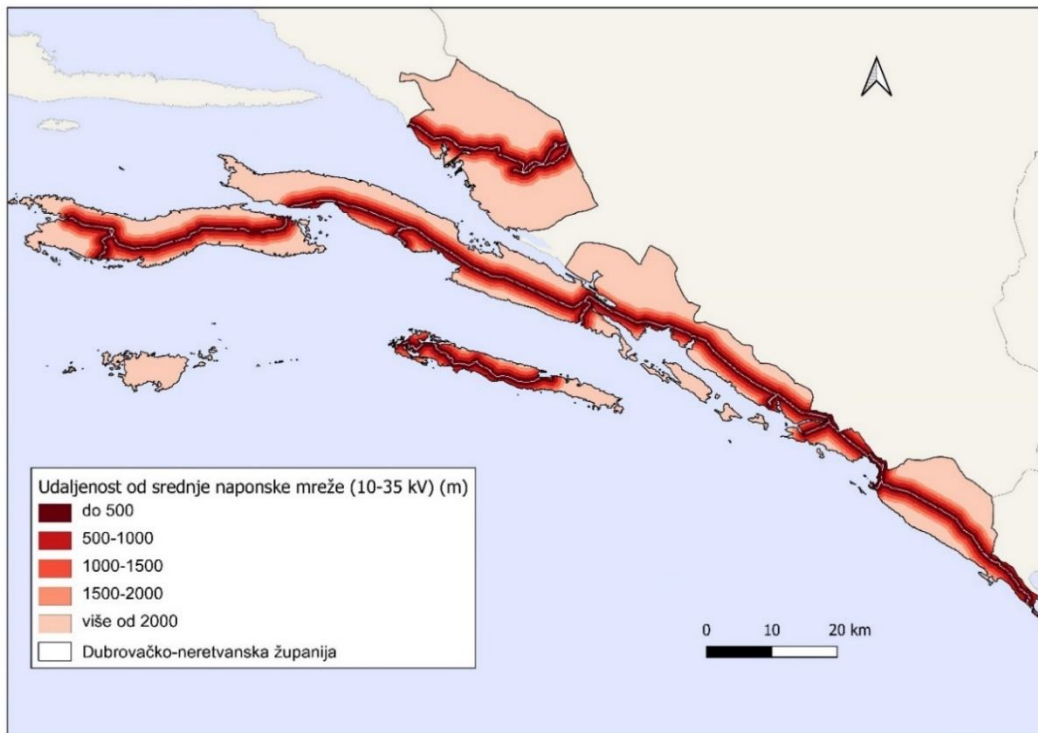 Udaljenost od srednje naponske mreže (10-35 kV) (m)
do 500
500-1000
1000-1500
1500-2000
više od 2000
Dubrovačko-neretvanska županija
0 10 20 km